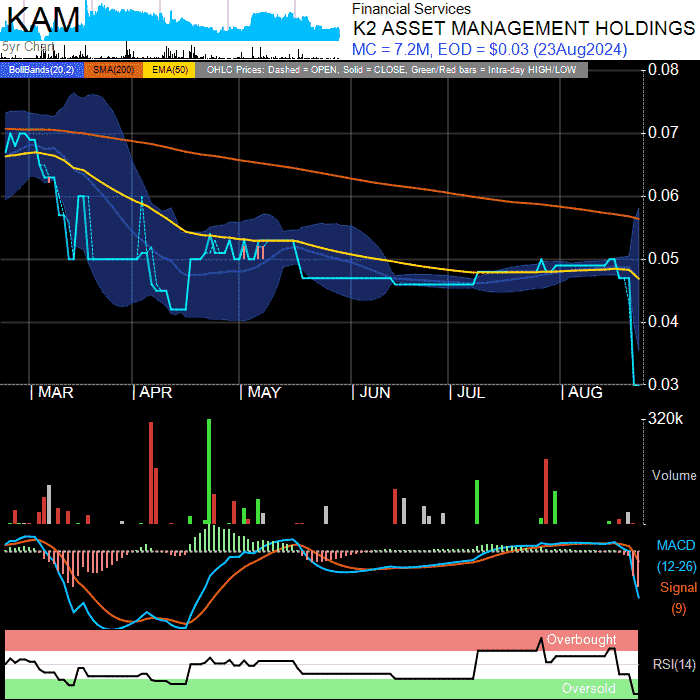 KAM
5yr Chart
Financial Services
K2 ASSET MANAGEMENT HOLDINGS
MC = 7.2M, EOD = $0.03 (23Aug2024)
BollBands(20,2) SMA(200) EMA(50) OHLC Prices: Dashed = OPEN, Solid = CLOSE, Green/Red bars = Intra-day HIGH/LOW
0.08
0.07
0.06
0.05
0.04
0.03
MAR APR MAY JUN JUL AUG
320k
Volume
MACD
(12-26)
Signal
(9)
Overbought
RSI(14)
Oversold